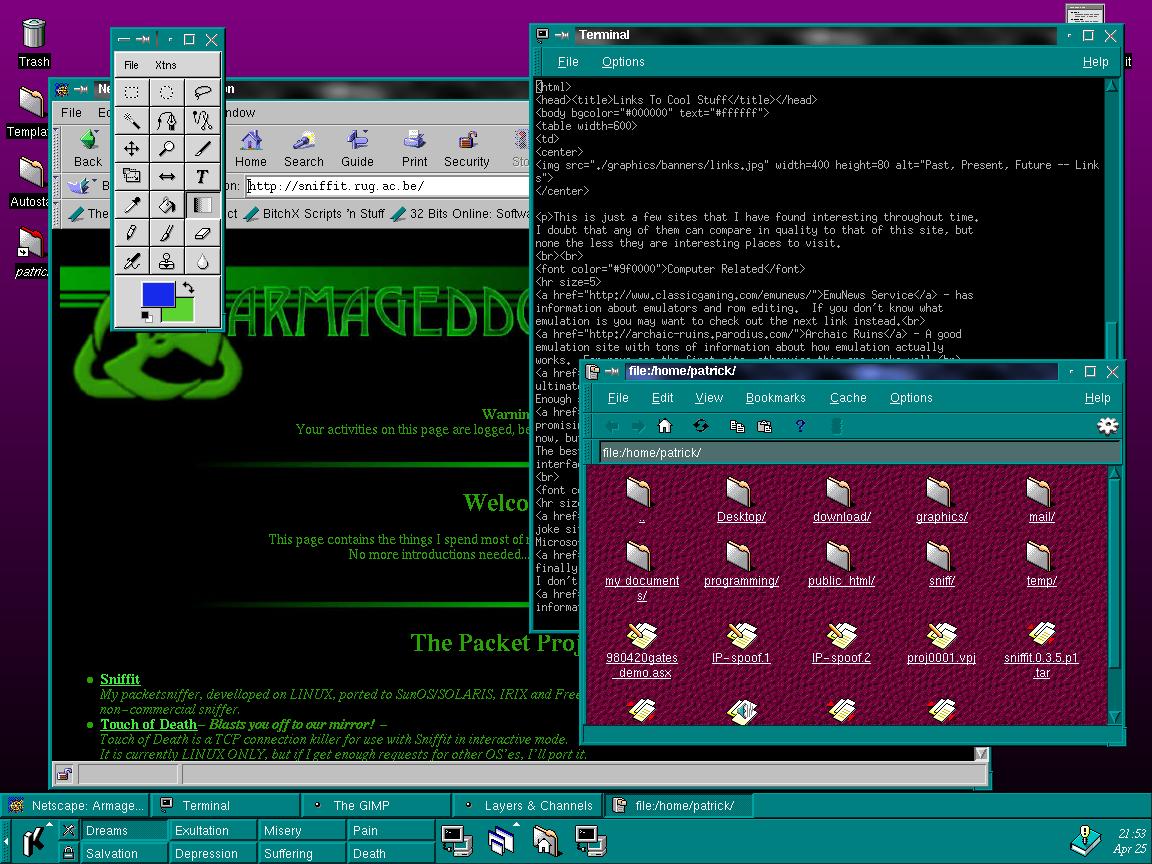 Trash
Templa
Autosta
patric
File Xtns
T
Ne
on
File Ed
ndow
Back
Home
Search
Guide
Print
Security
Sto
B
on: http://sniffit.rug.ac.be/
The
ct
BitchX Scripts 'n Stuff
32 Bits Online: Softwa
ARMAGEDDO
Warnin
Your activities on this page are logged, be
Welco
This page contains the things I spend most of
No more introductions needed...
The Packet Proj
Sniffit
My packetsniffer, develloped on LINUX, ported to SunOS/SOLARIS, IRIX and Free
non-commercial sniffer.
Touch of Death – Blasts you off to our mirror! –
Touch of Death is a TCP connection killer for use with Sniffit in interactive mode.
It is currently LINUX ONLY, but if I get enough requests for other OS'es, I'll port it.
Terminal
File Options Help
it
<html>
<head><title>Links To Cool Stuff</title></head>
<body bgcolor="#000000" text="#ffffff">
<table width=600>
<td>
<center>
<img src="./graphics/banners/links.jpg" width=400 height=80 alt="Past, Present, Future -- Link
s">
</center>
<p>This is just a few sites that I have found interesting throughout time.
I doubt that any of them can compare in quality to that of this site, but
none the less they are interesting places to visit.
<br><br>
<font color="#9f0000">Computer Related</font>
<hr size=5>
<a href="http://www.classicgaming.com/emunews/">EmuNews Service</a> - has
information about emulators and rom editing. If you don't know what
emulation is you may want to check out the next link instead.<br>
<a href="http://archaic-ruins.parodius.com/">Archaic Ruins</a> - A good
emulation site with tons of information about how emulation actually
works.
<a href
ultimate
Enough
<a href
promisi
now, bu
The bes
interfa
<br>
<font co
<hr size
<a href
joke si
Microso
<a href
finally
I don't
<a href
informa
file:/home/patrick/
File Edit View Bookmarks Cache Options Help
?
file:/home/patrick/
.. Desktop/ download/ graphics/ mail/
my document programming/ public_html/ sniff/ temp/
s/
980420gates IP-spoof.1 IP-spoof.2 proj0001.vpj sniffit.0.3.5.p1
_demo.asx .tar
Netscape: Armage...
Terminal
The GIMP
Layers & Channels
file:/home/patrick/
K
Dreams Exultation Misery Pain
Salvation Depression Suffering Death
21:53
Apr 25